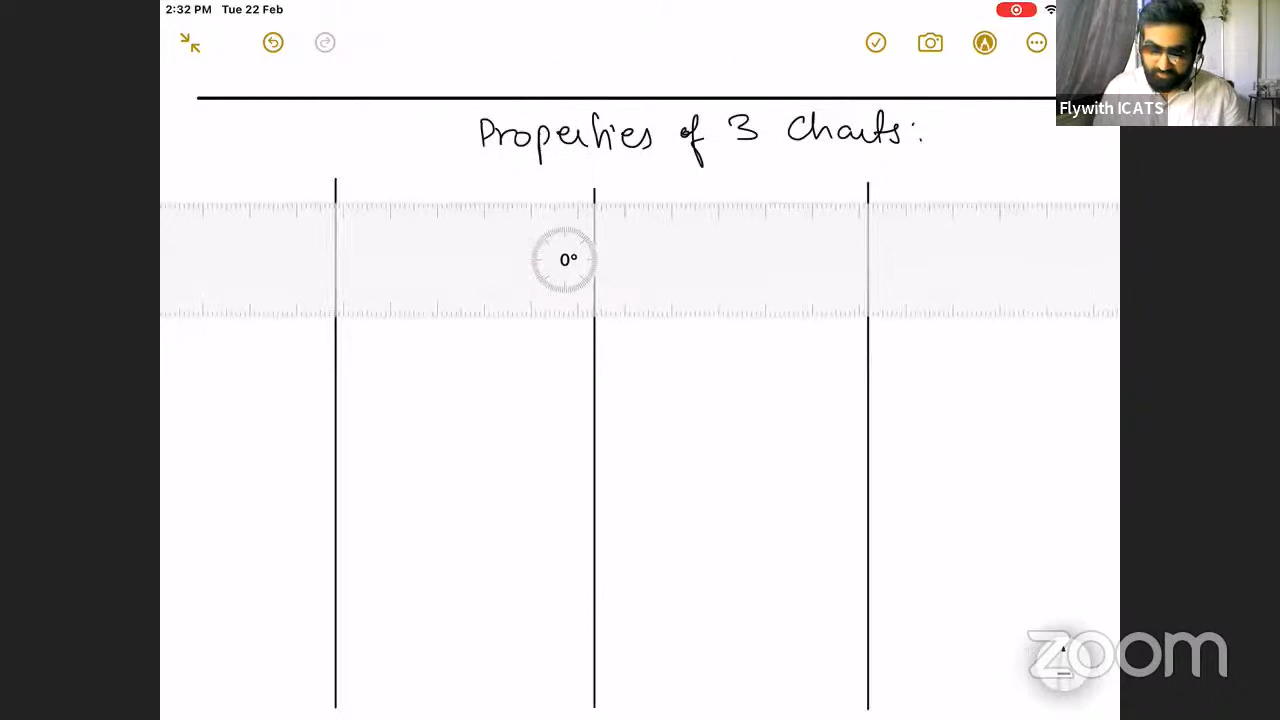 2:32 PM Tue 22 Feb
Flywith ICATS
Properties of 3 Charts:
0°
zoom